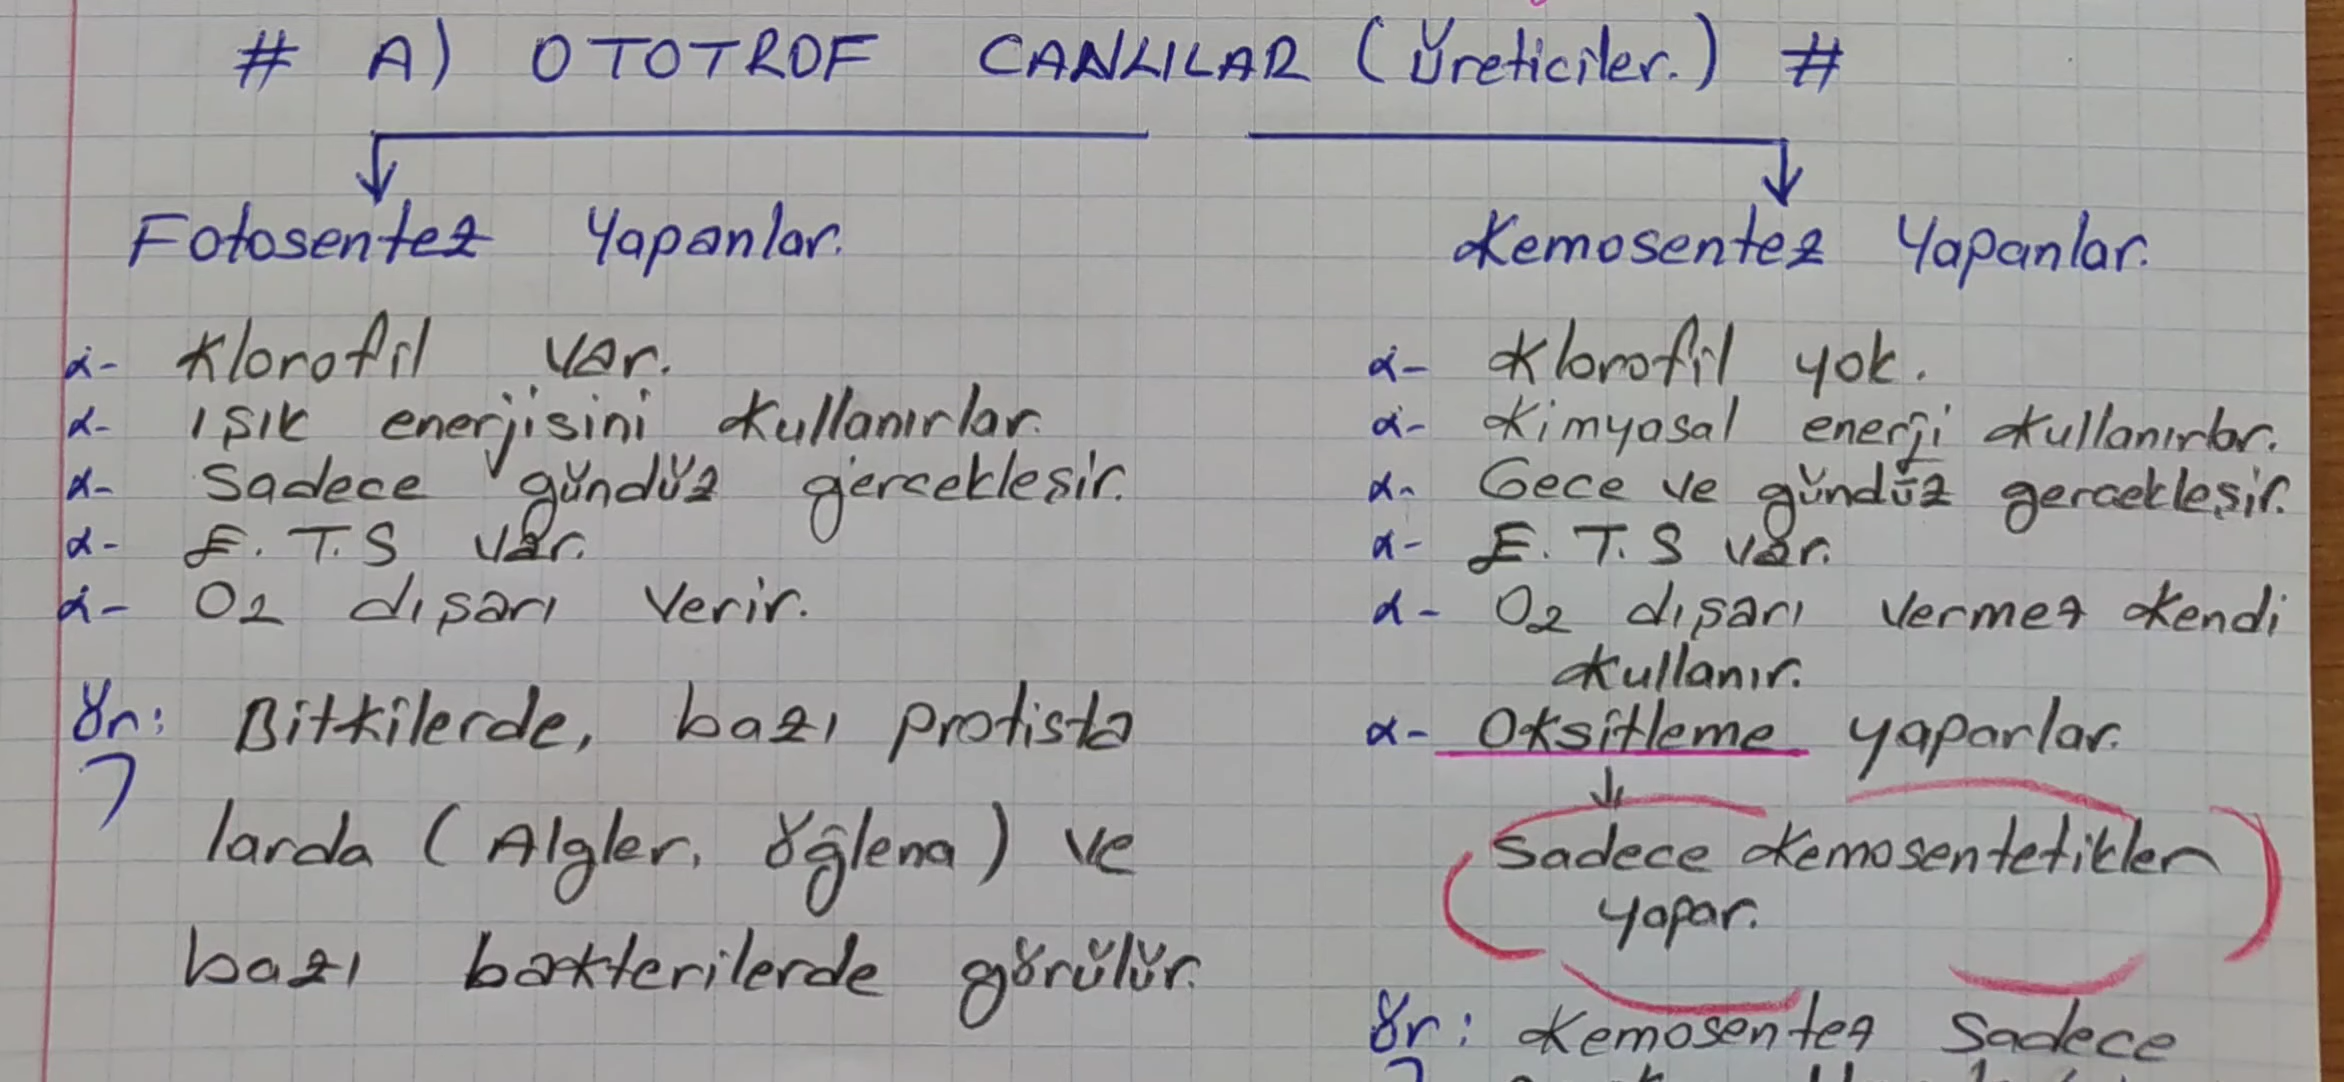 # A) OTOTROF CANLILAR (Üreticiler.) #
Fotosentez Yapanlar.
α- Klorofil var.
α- Işık enerjisini kullanırlar.
α- Sadece gündüz gerçekleşir.
α- E.T.S var.
α- O2 dışarı verir.
Ör: Bitkilerde, bazı protista
larda (Algler, Öğlena) ve
bazı bakterilerde görülür.
Kemosentez Yapanlar.
α- Klorofil yok.
α- Kimyasal enerji kullanırlar.
α- Gece ve gündüz gerçekleşir.
α- E.T.S var.
α- O2 dışarı vermez kendi
kullanır.
α- Oksitleme yaparlar.
(Sadece kemosentetikler
yapar.)
Ör: Kemosentez Sadece